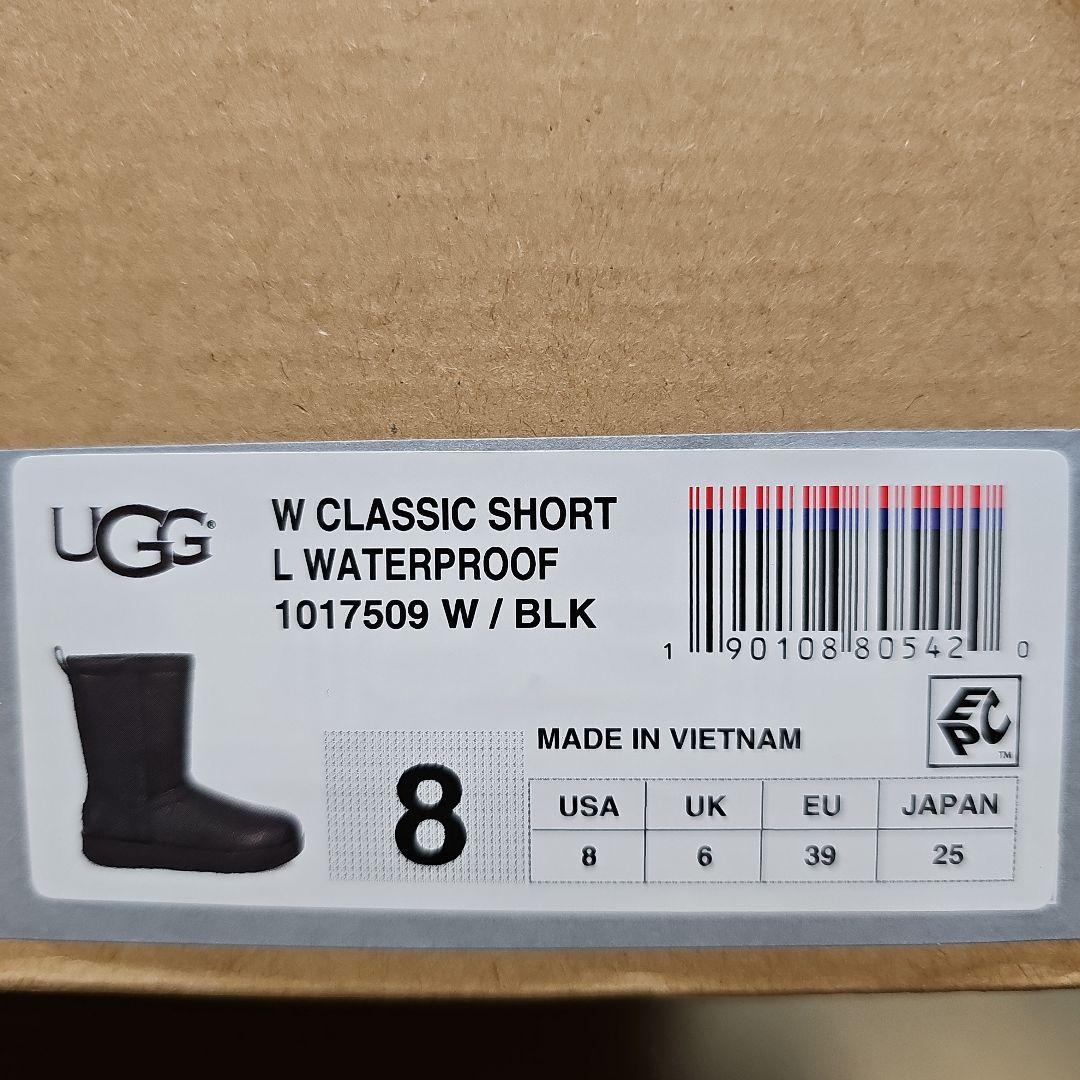 UGG®
W CLASSIC SHORT
L WATERPROOF
1017509 W / BLK
1 90108 80542 0
EPC™
MADE IN VIETNAM
8
USA UK EU JAPAN
8 6 39 25